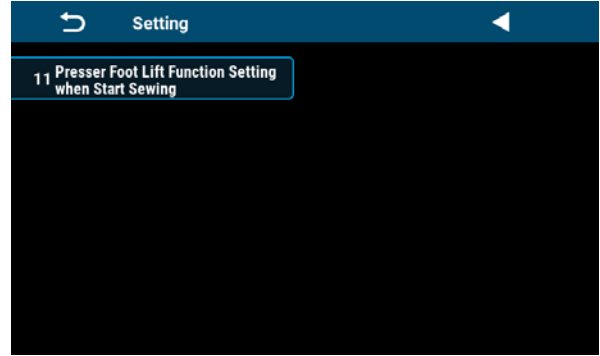 Setting
11 Presser Foot Lift Function Setting
when Start Sewing